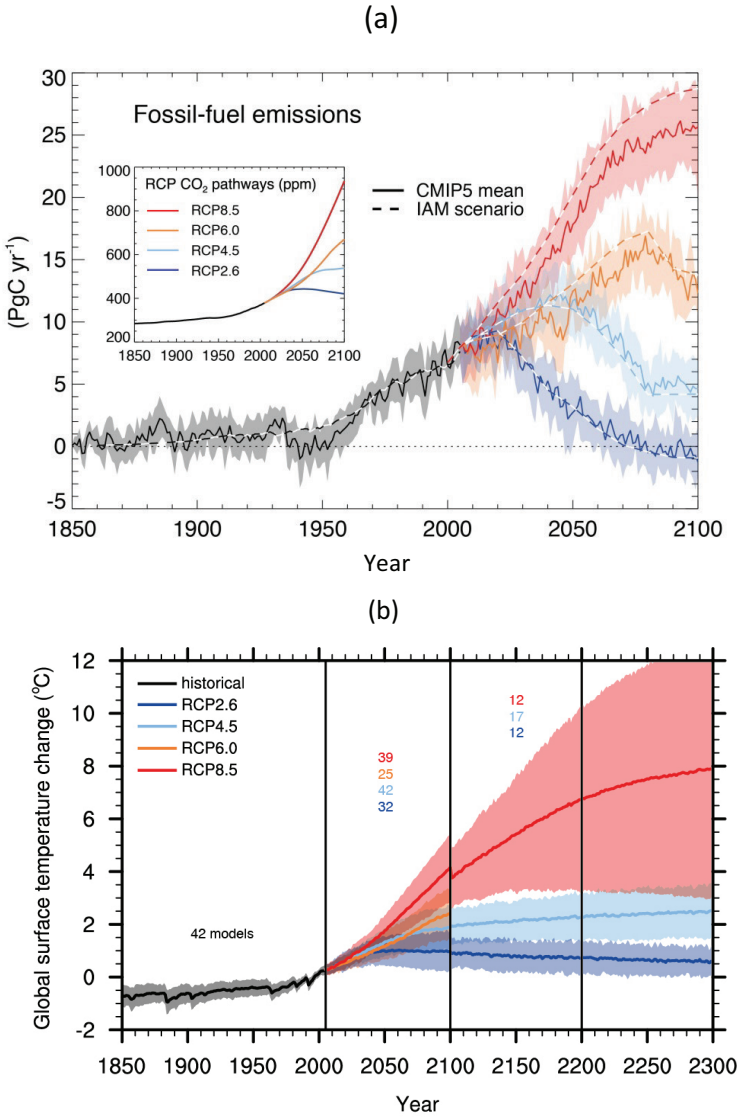 (a)
30
25
20
15
10
5
0
-5
(PgC yr-1)
Fossil-fuel emissions
RCP CO2 pathways (ppm)
1000
800
600
400
200
RCP8.5
RCP6.0
RCP4.5
RCP2.6
1850 1900 1950 2000 2050 2100
CMIP5 mean
IAM scenario
1850 1900 1950 2000 2050 2100
Year
(b)
Global surface temperature change (°C)
12
10
8
6
4
2
0
-2
historical
RCP2.6
RCP4.5
RCP6.0
RCP8.5
42 models
39
25
42
32
12
17
12
1850 1900 1950 2000 2050 2100 2150 2200 2250 2300
Year